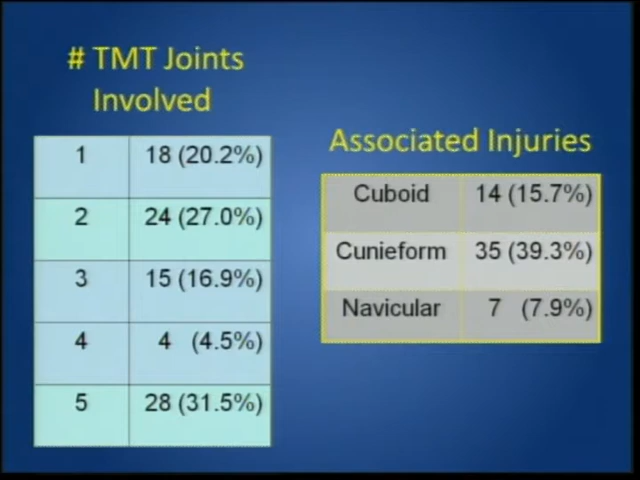 # TMT Joints
Involved
1 18 (20.2%)
2 24 (27.0%)
3 15 (16.9%)
4 4 (4.5%)
5 28 (31.5%)
Associated Injuries
Cuboid 14 (15.7%)
Cunieform 35 (39.3%)
Navicular 7 (7.9%)